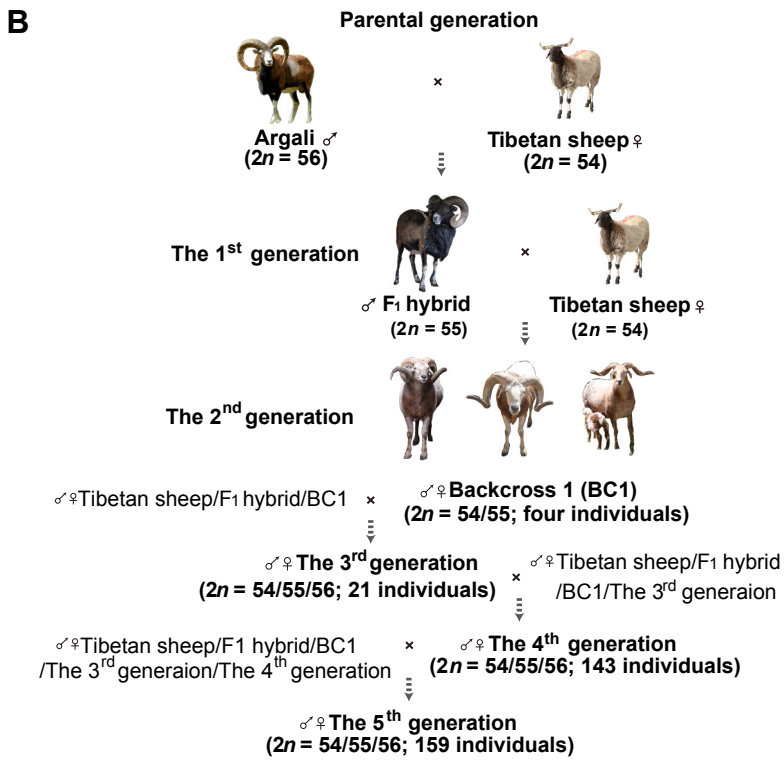 B
Parental generation
×
Argali ♂ Tibetan sheep♀
(2n = 56) (2n = 54)
The 1st generation ×
♂ F1 hybrid Tibetan sheep♀
(2n = 55) (2n = 54)
The 2nd generation
♂♀Tibetan sheep/F1 hybrid/BC1 × ♂♀Backcross 1 (BC1)
(2n = 54/55; four individuals)
♂♀The 3rd generation × ♂♀Tibetan sheep/F1 hybrid
(2n = 54/55/56; 21 individuals) /BC1/The 3rd generaion
♂♀Tibetan sheep/F1 hybrid/BC1 × ♂♀The 4th generation
/The 3rd generaion/The 4th generation (2n = 54/55/56; 143 individuals)
♂♀The 5th generation
(2n = 54/55/56; 159 individuals)